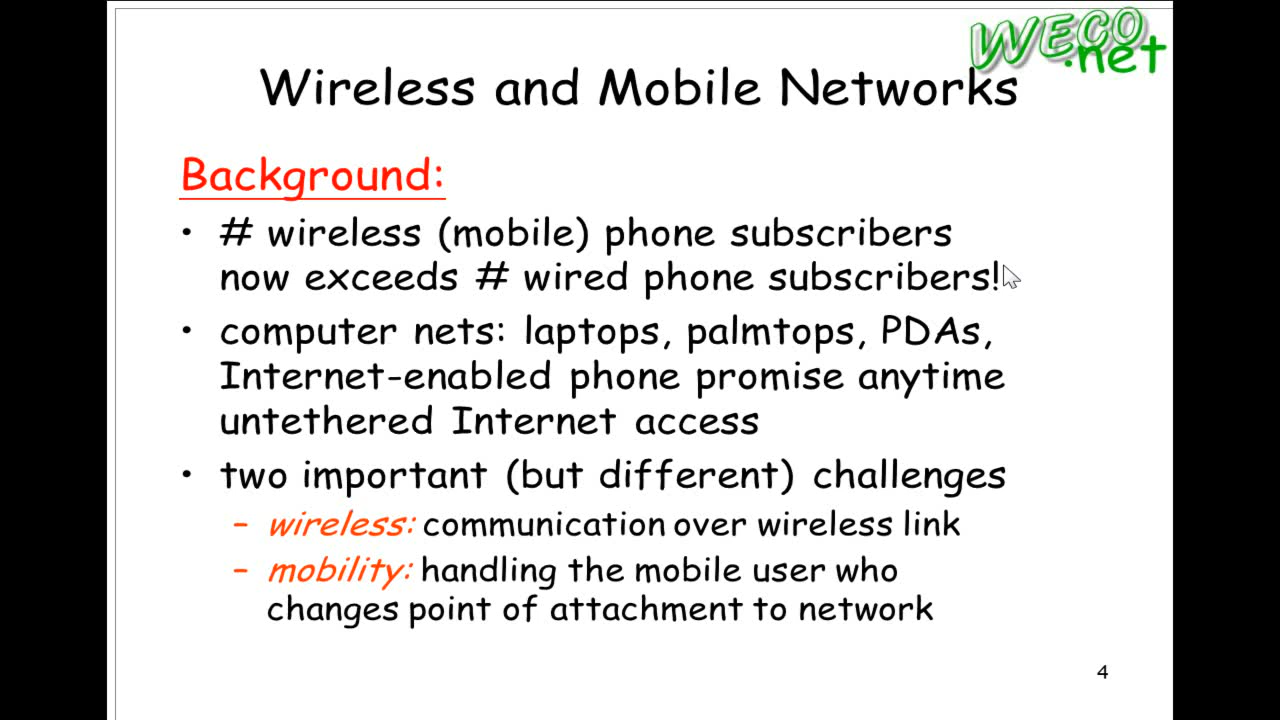 WECO
.net
Wireless and Mobile Networks
Background:
• # wireless (mobile) phone subscribers
now exceeds # wired phone subscribers!
• computer nets: laptops, palmtops, PDAs,
Internet-enabled phone promise anytime
untethered Internet access
• two important (but different) challenges
– wireless: communication over wireless link
– mobility: handling the mobile user who
changes point of attachment to network
4